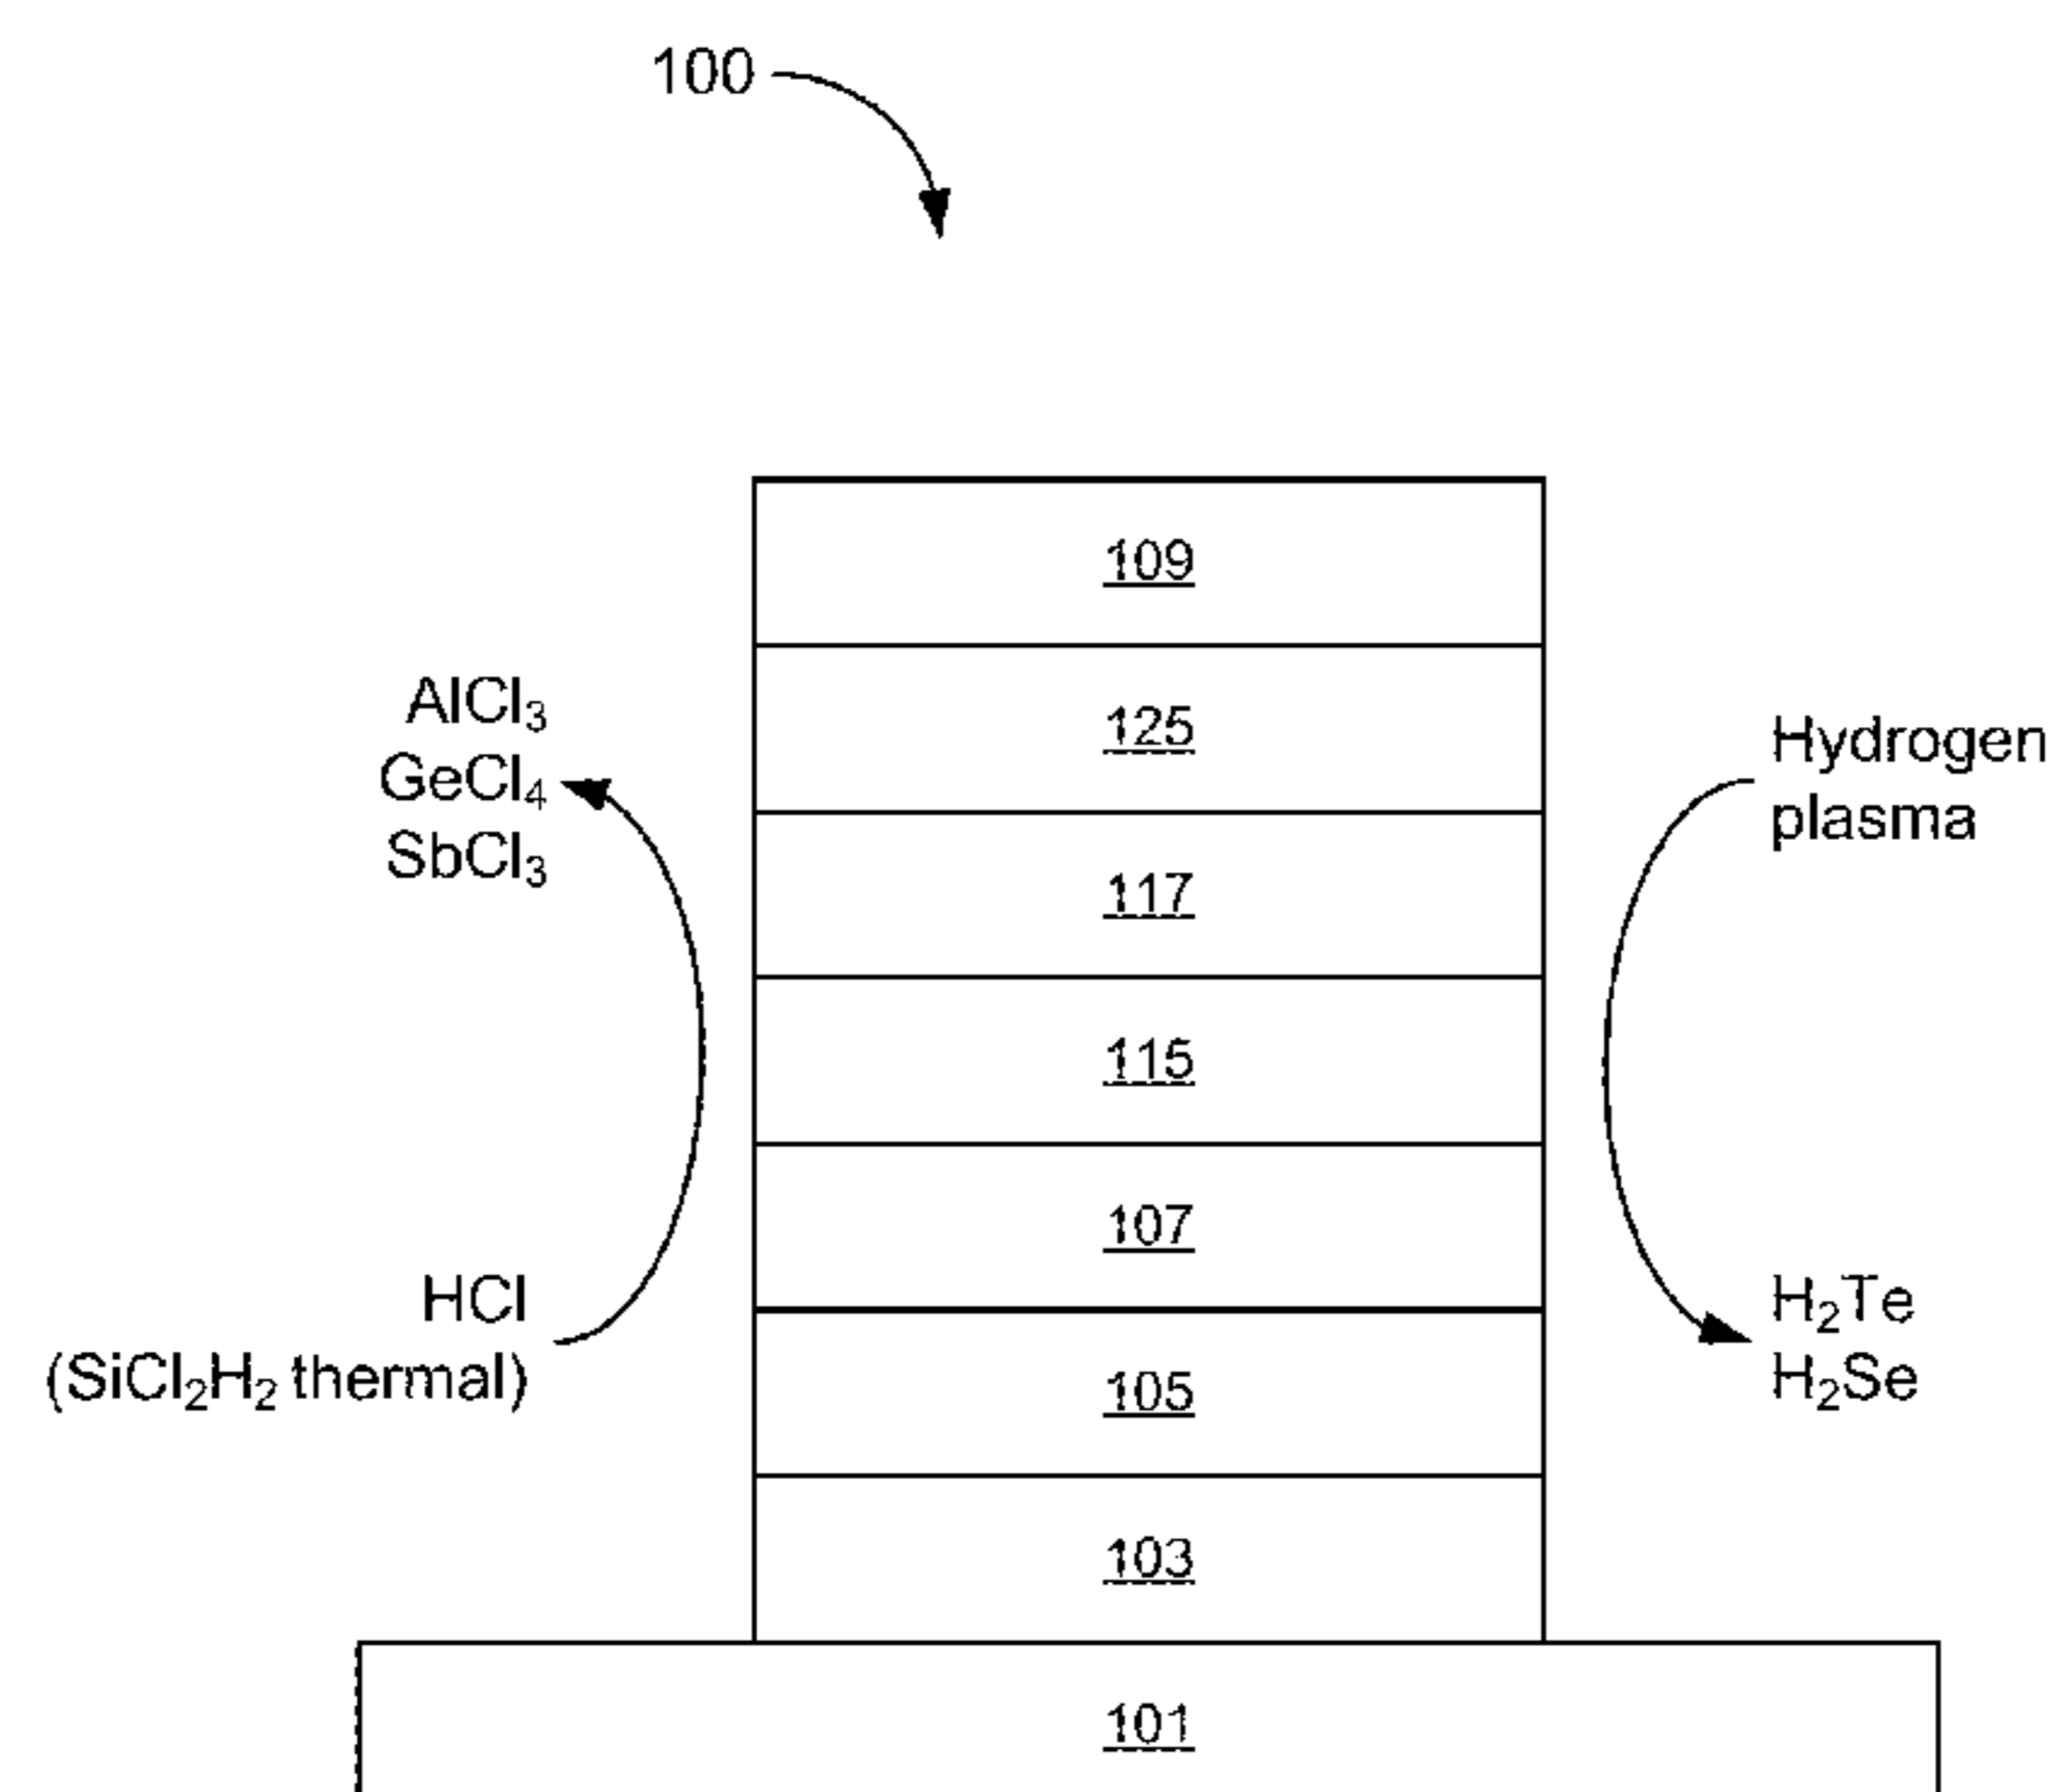 100
109
125
117
115
107
105
103
101
AlCl₃
GeCl₄
SbCl₃
HCl
(SiCl₂H₂ thermal)
Hydrogen
plasma
H₂Te
H₂Se